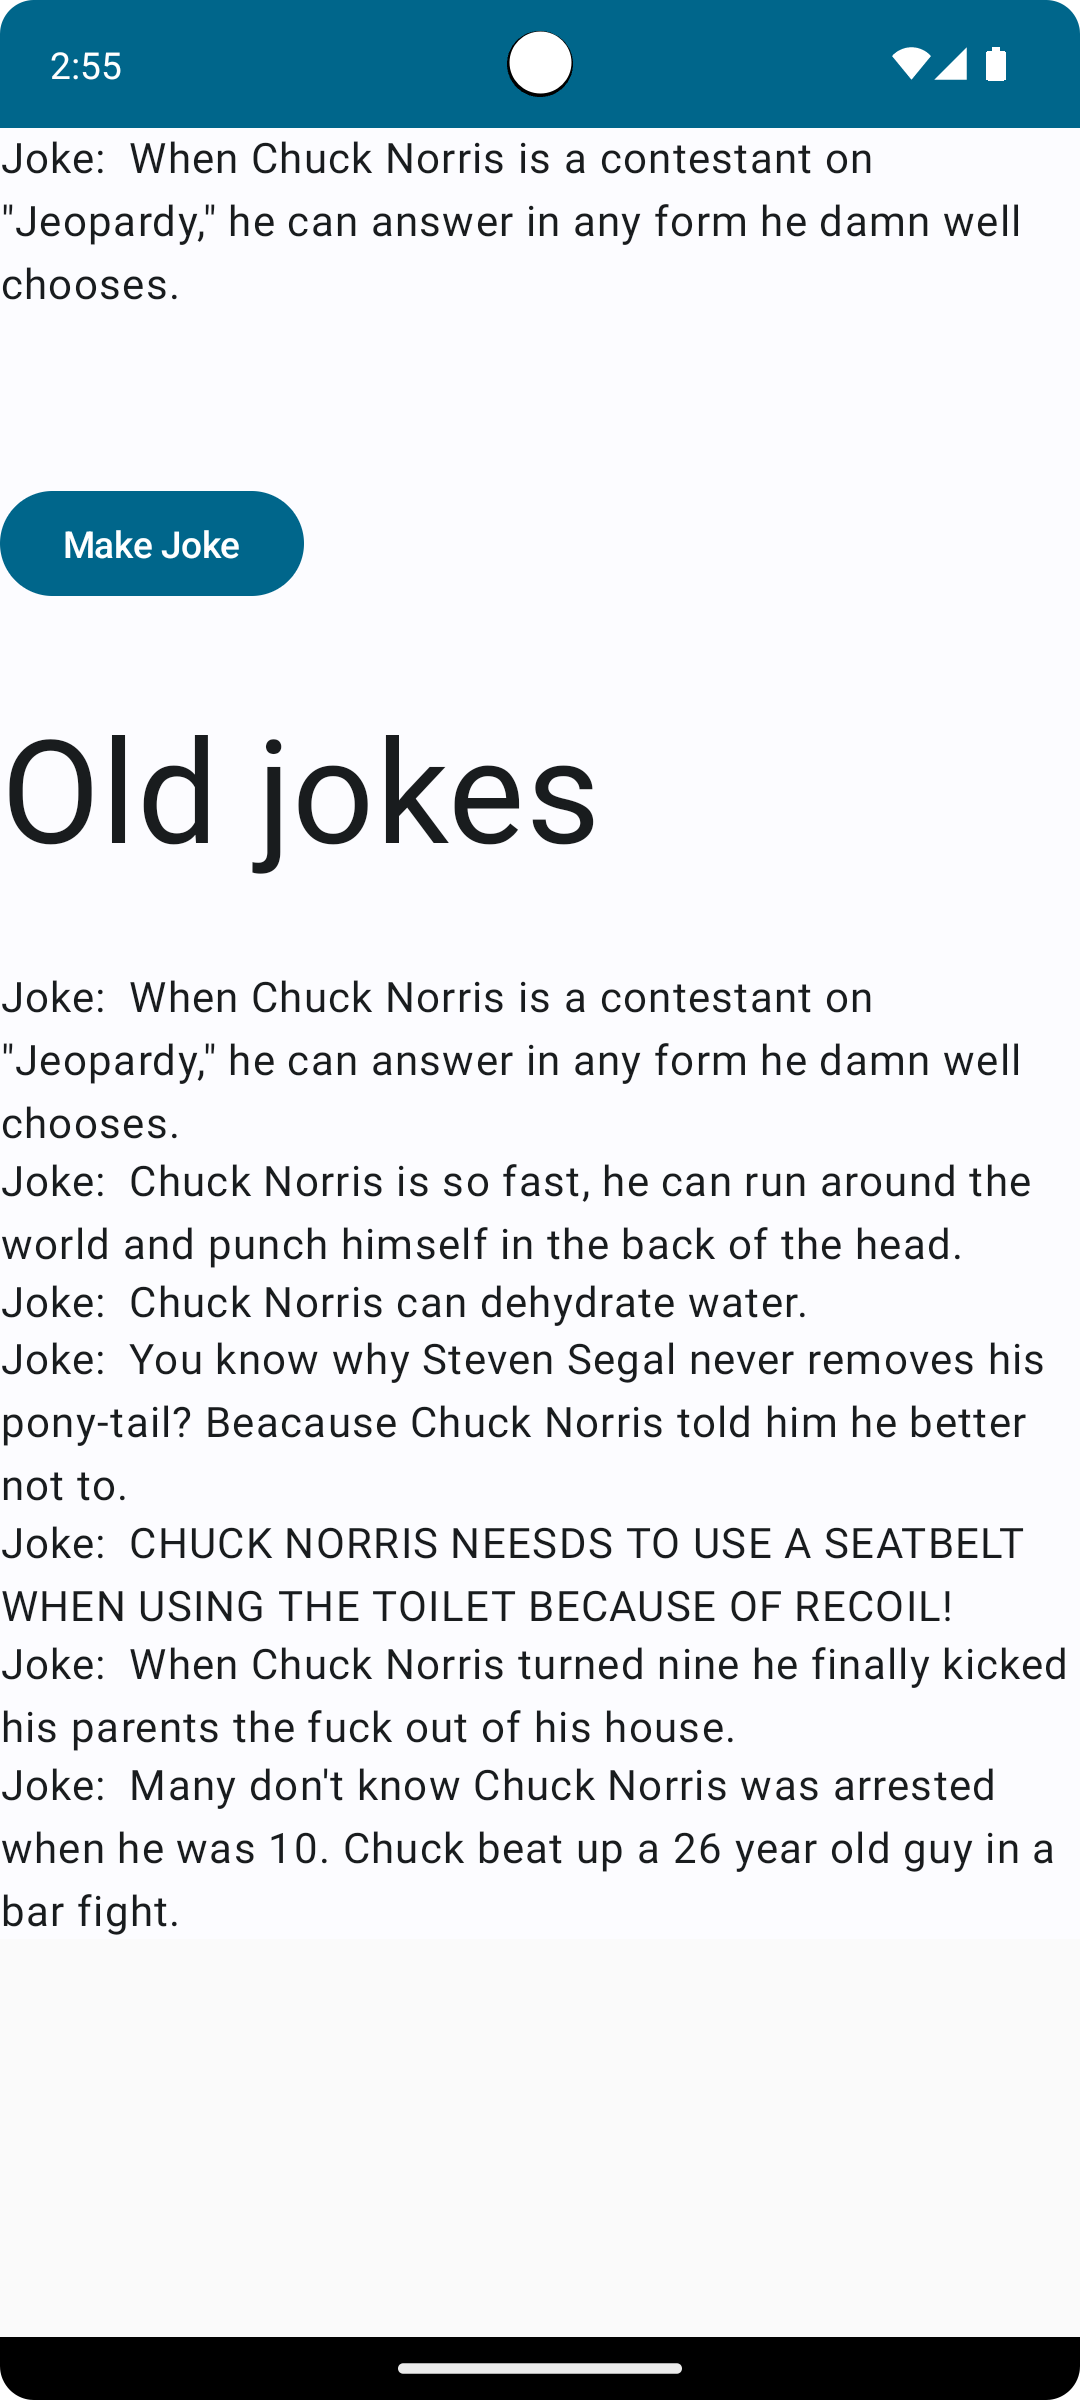 2:55
Joke:  When Chuck Norris is a contestant on
"Jeopardy," he can answer in any form he damn well
chooses.
Make Joke
Old jokes
Joke:  When Chuck Norris is a contestant on
"Jeopardy," he can answer in any form he damn well
chooses.
Joke:  Chuck Norris is so fast, he can run around the
world and punch himself in the back of the head.
Joke:  Chuck Norris can dehydrate water.
Joke:  You know why Steven Segal never removes his
pony-tail? Beacause Chuck Norris told him he better
not to.
Joke:  CHUCK NORRIS NEESDS TO USE A SEATBELT
WHEN USING THE TOILET BECAUSE OF RECOIL!
Joke:  When Chuck Norris turned nine he finally kicked
his parents the fuck out of his house.
Joke:  Many don't know Chuck Norris was arrested
when he was 10. Chuck beat up a 26 year old guy in a
bar fight.